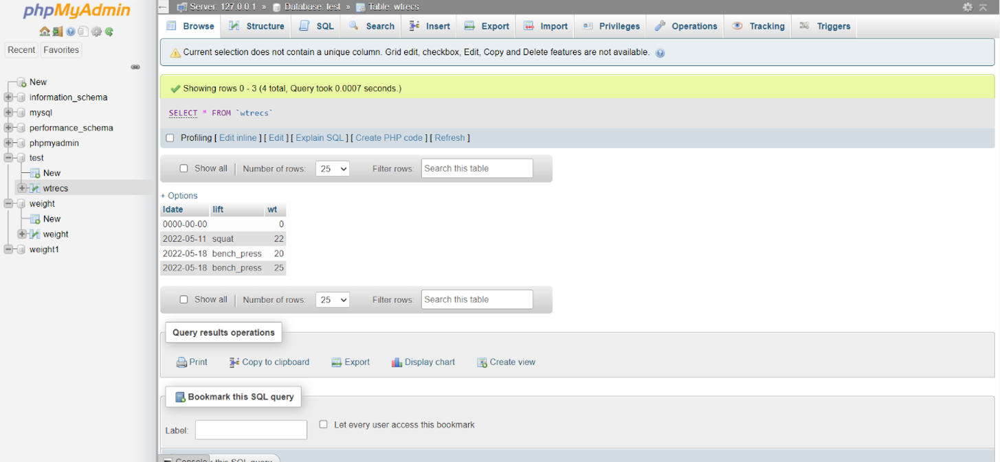 phpMyAdmin
Recent Favorites
New
information_schema
mysql
performance_schema
phpmyadmin
test
New
wtrecs
weight
New
weight
weight1
Server: 127.0.0.1 » Database: test » Table: wtrecs
Browse Structure SQL Search Insert Export Import Privileges Operations Tracking Triggers
Current selection does not contain a unique column. Grid edit, checkbox, Edit, Copy and Delete features are not available.
Showing rows 0 - 3 (4 total, Query took 0.0007 seconds.)
SELECT * FROM `wtrecs`
Profiling [ Edit inline ] [ Edit ] [ Explain SQL ] [ Create PHP code ] [ Refresh ]
Show all Number of rows: 25 Filter rows: Search this table
+ Options
ldate lift wt
0000-00-00 0
2022-05-11 squat 22
2022-05-18 bench_press 20
2022-05-18 bench_press 25
Show all Number of rows: 25 Filter rows: Search this table
Query results operations
Print Copy to clipboard Export Display chart Create view
Bookmark this SQL query
Label: Let every user access this bookmark
Console this SQL query